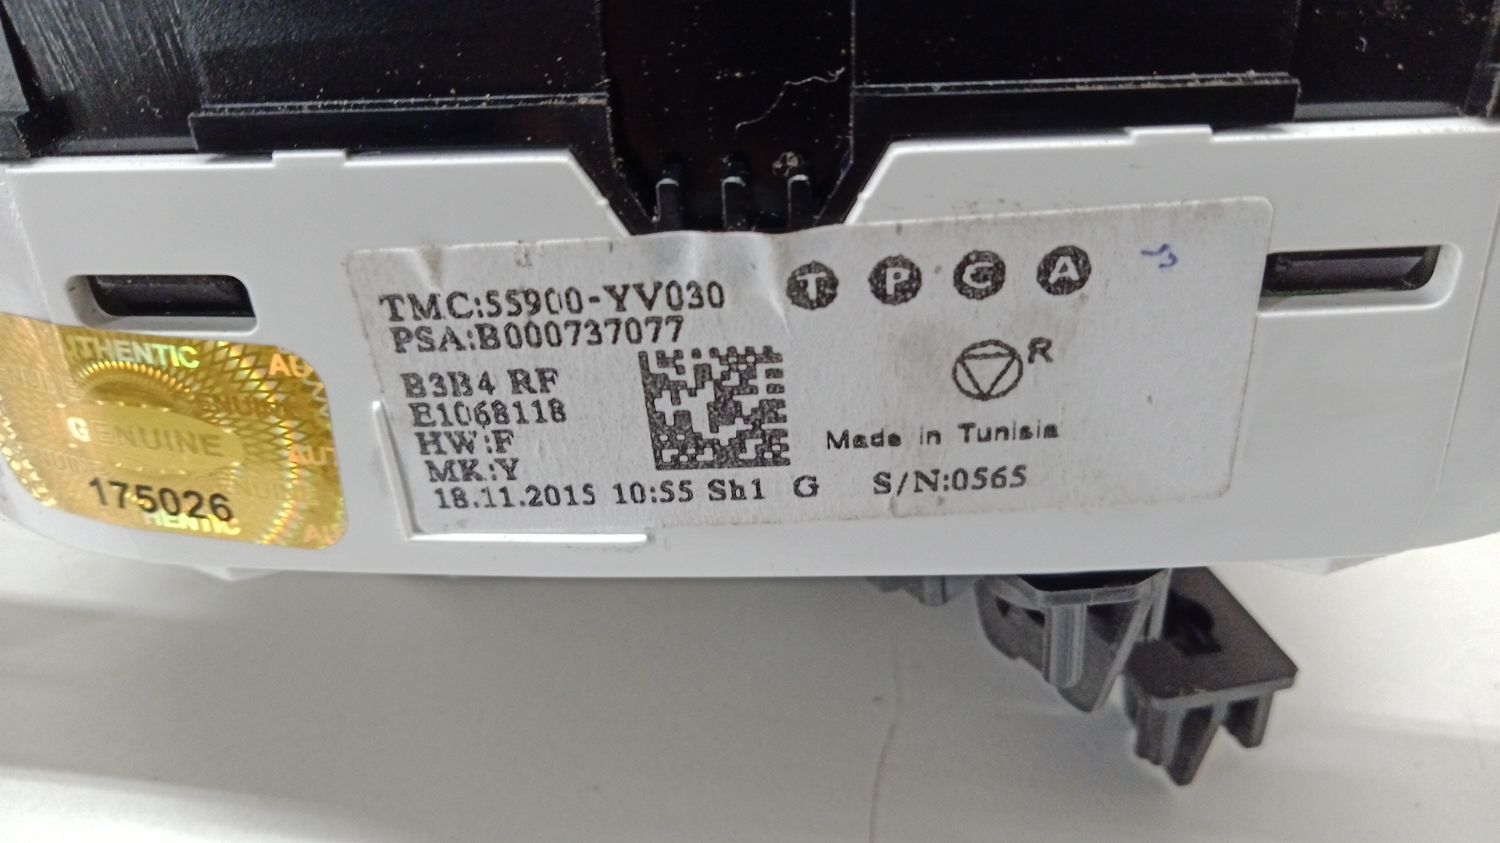 TMC:55900-YV030
PSA:B000737077
T P C A
B3B4 RF
E1068118
HW:F
MK:Y
18.11.2015 10:55 Sh1 G S/N:0565
R
Made in Tunisia
AUTHENTIC
GENUINE
175026